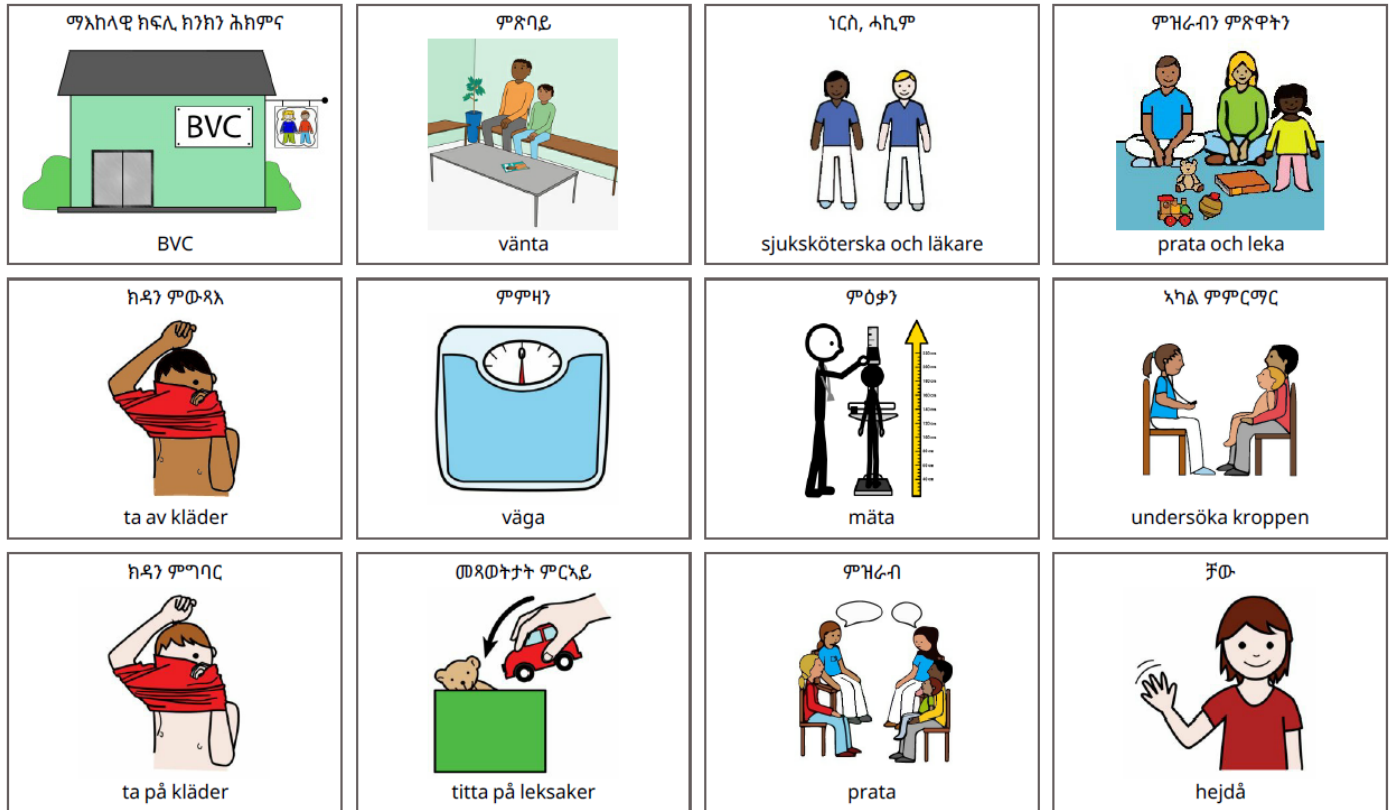 ማእከላዊ ክፍሊ ክንክን ሕክምና
BVC
BVC
ምጽባይ
vänta
ነርስ, ሓኪም
sjuksköterska och läkare
ምዝራብን ምጽዋትን
prata och leka
ክዳን ምውጻእ
ta av kläder
ምምዛን
0
väga
ምዕቃን
mäta
ኣካል ምምርማር
undersöka kroppen
ክዳን ምግባር
ta på kläder
መጻወትታት ምርኣይ
titta på leksaker
ምዝራብ
prata
ቻው
hejdå